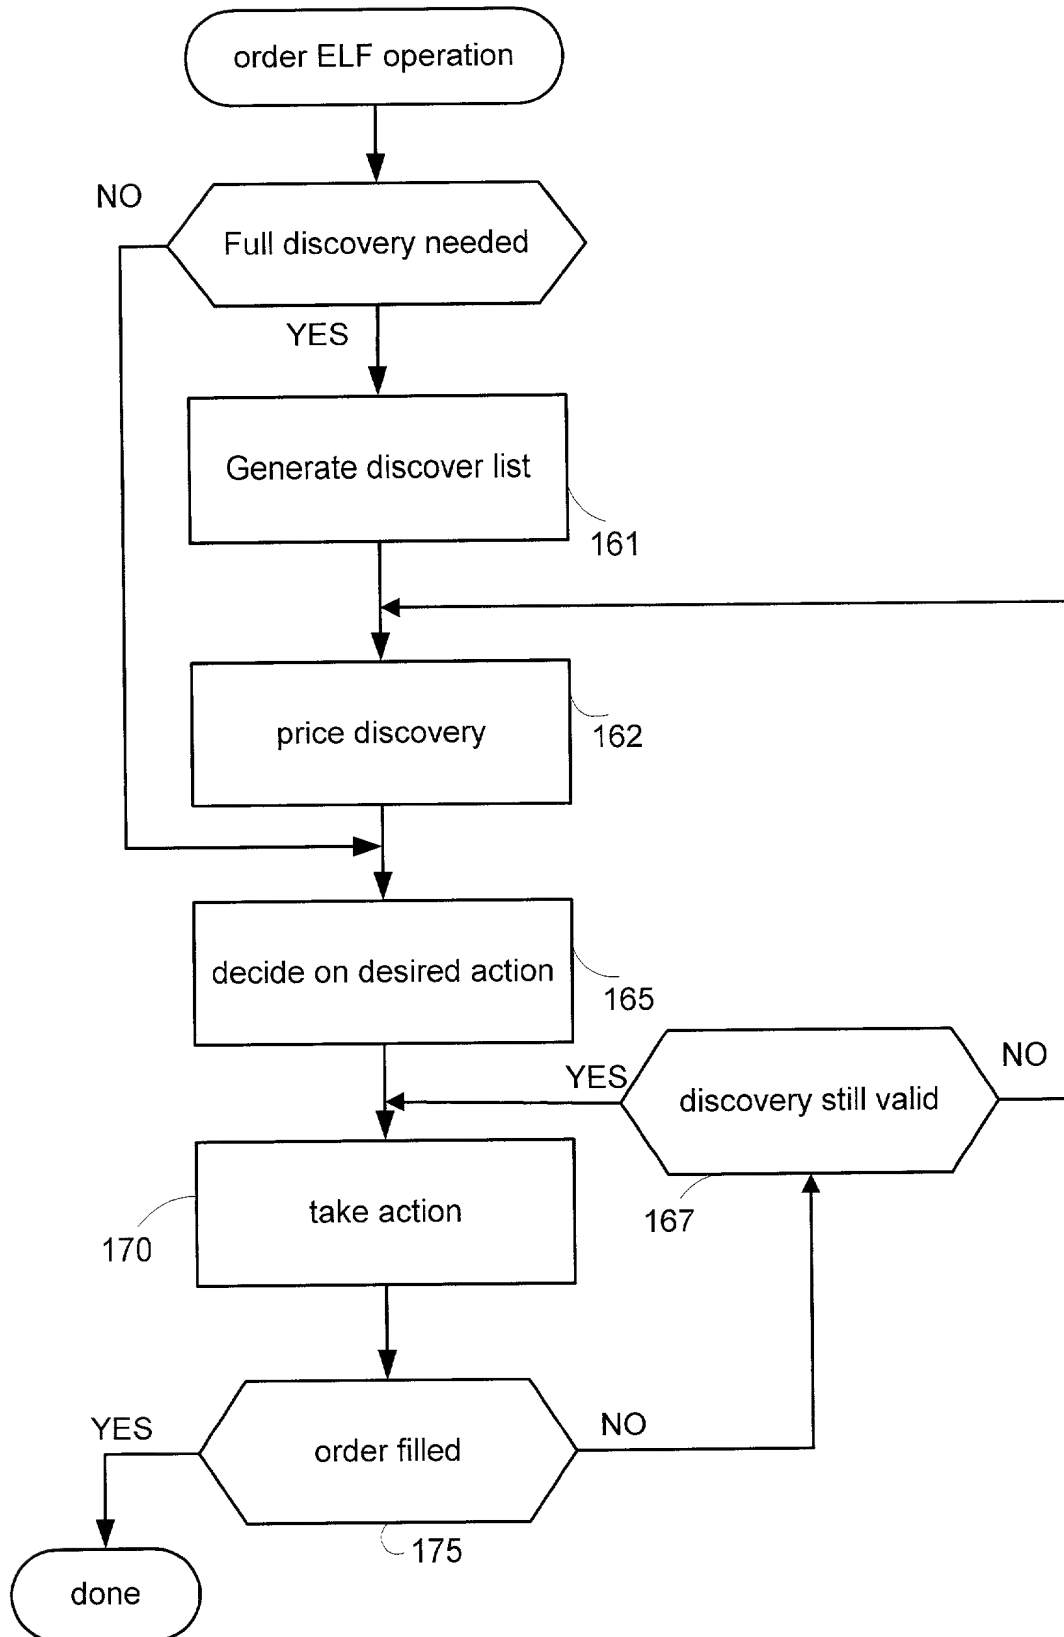 order ELF operation
NO
Full discovery needed
YES
Generate discover list
161
price discovery
162
decide on desired action
165
YES
discovery still valid
NO
take action
167
170
YES
order filled
NO
175
done